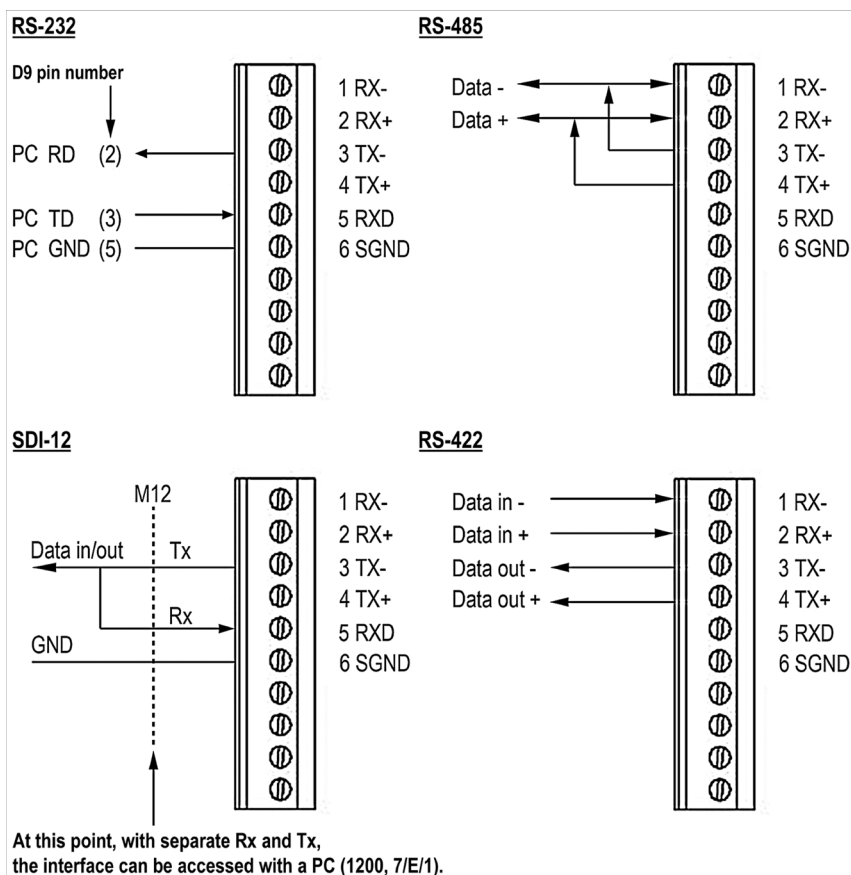 RS-232
D9 pin number
PC RD (2)
PC TD (3)
PC GND (5)
1 RX-
2 RX+
3 TX-
4 TX+
5 RXD
6 SGND
RS-485
Data -
Data +
1 RX-
2 RX+
3 TX-
4 TX+
5 RXD
6 SGND
SDI-12
M12
Data in/out
Tx
Rx
GND
1 RX-
2 RX+
3 TX-
4 TX+
5 RXD
6 SGND
At this point, with separate Rx and Tx,
the interface can be accessed with a PC (1200, 7/E/1).
RS-422
Data in -
Data in +
Data out -
Data out +
1 RX-
2 RX+
3 TX-
4 TX+
5 RXD
6 SGND